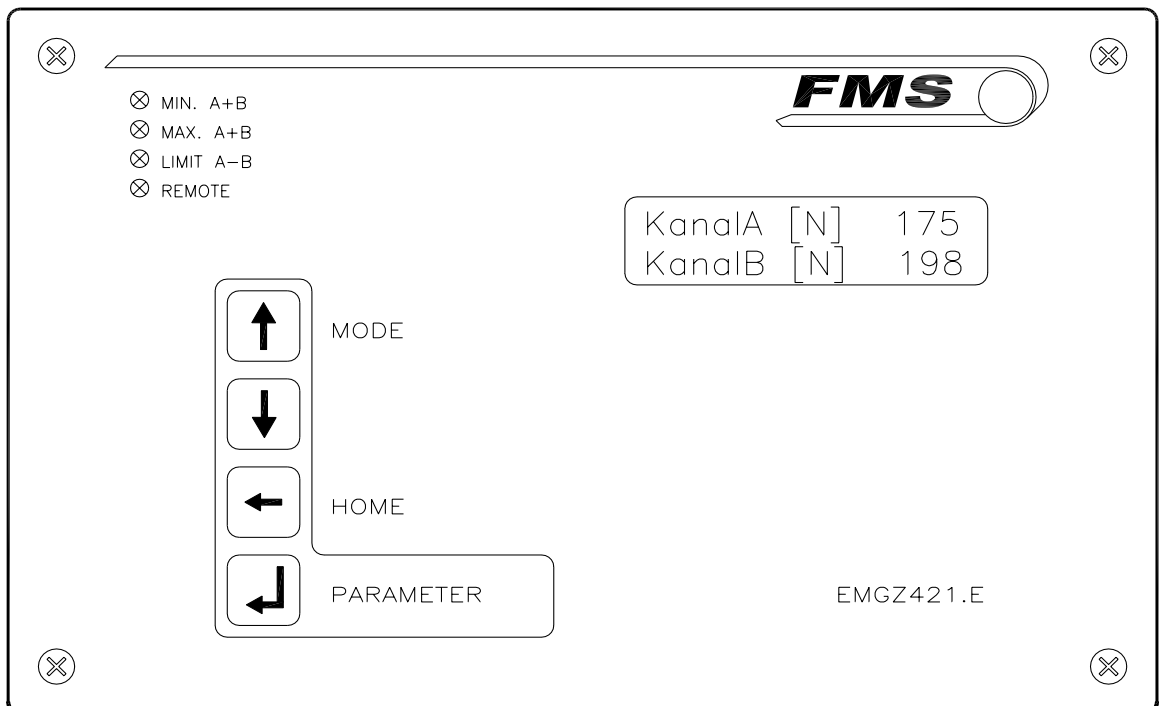 FMS
MIN. A+B
MAX. A+B
LIMIT A-B
REMOTE
KanalA [N] 175
KanalB [N] 198
MODE
HOME
PARAMETER
EMGZ421.E